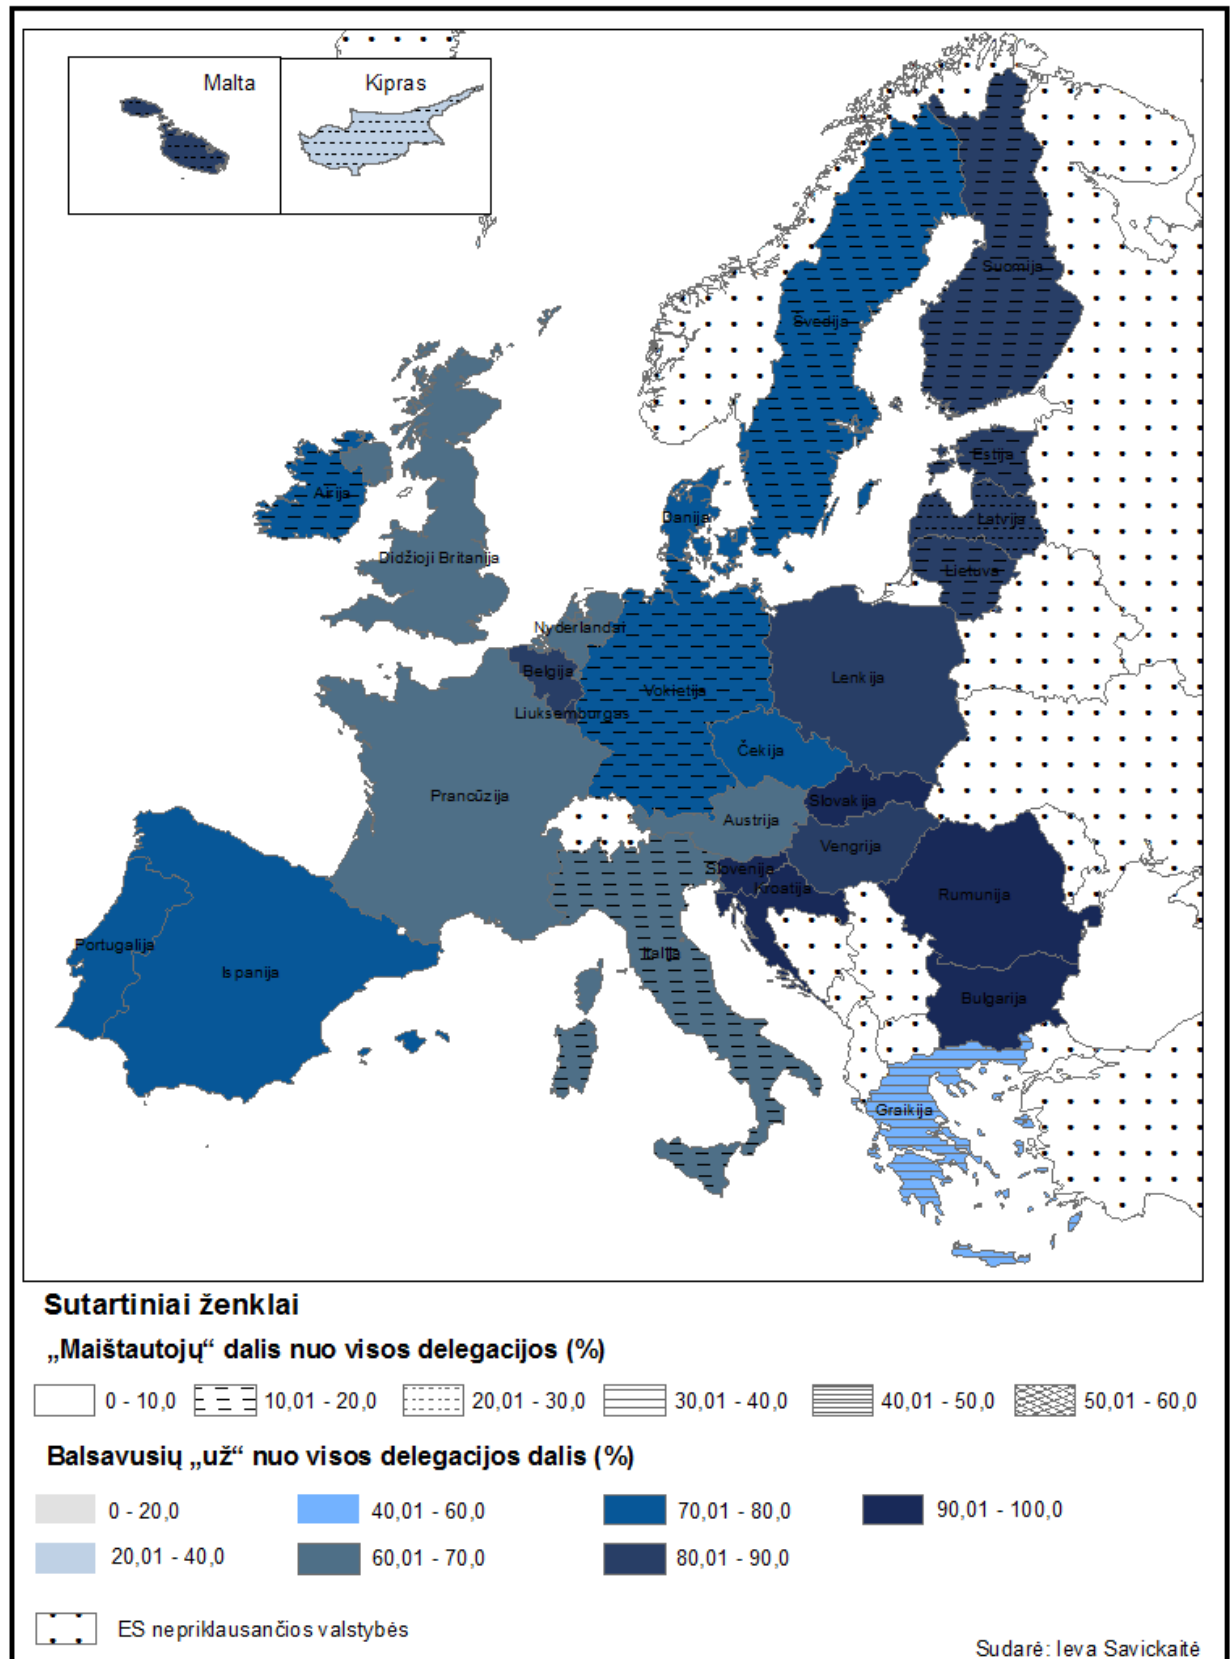 Malta
Kipras
Suomija
Švedija
Estija
Airija
Danija
Latvija
Didžioji Britanija
Lietuva
Nyderlandai
Belgija
Lenkija
Vokietija
Liuksemburgas
Čekija
Prancūzija
Slovakija
Austrija
Vengrija
Slovenija
Kroatija
Rumunija
Portugalija
Italija
Ispanija
Bulgarija
Graikija
Sutartiniai ženklai
„Maištautojų“ dalis nuo visos delegacijos (%)
0 - 10,0 10,01 - 20,0 20,01 - 30,0 30,01 - 40,0 40,01 - 50,0 50,01 - 60,0
Balsavusių „už“ nuo visos delegacijos dalis (%)
0 - 20,0 40,01 - 60,0 70,01 - 80,0 90,01 - 100,0
20,01 - 40,0 60,01 - 70,0 80,01 - 90,0
ES nepriklausančios valstybės
Sudarė: Ieva Savickaitė